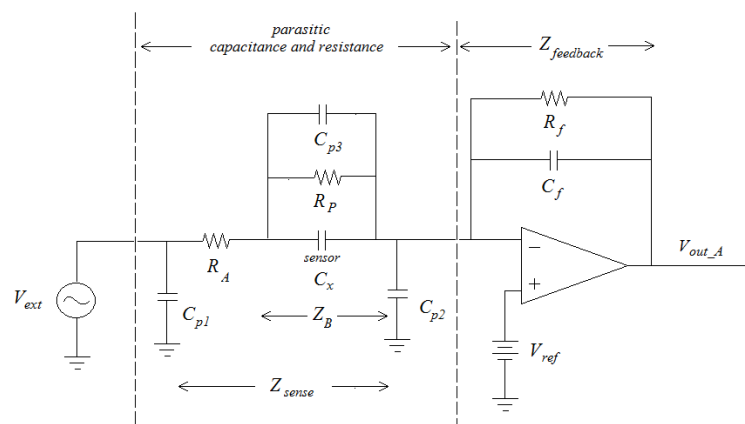 parasitic
capacitance and resistance
Z_feedback
R_f
C_p3
C_f
R_P
V_out_A
R_A
sensor
C_x
V_ext
C_p1
Z_B
C_p2
V_ref
Z_sense
−
+